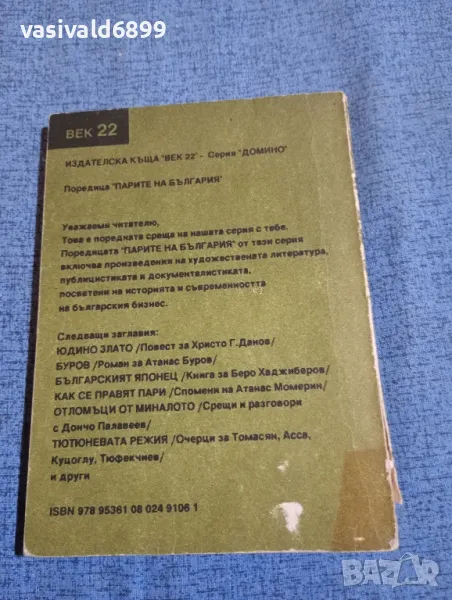 vasivald6899
ВЕК 22
ИЗДАТЕЛСКА КЪЩА "ВЕК 22" - Серия "ДОМИНО"
Поредица "ПАРИТЕ НА БЪЛГАРИЯ"
Уважаеми читателю,
Това е поредната среща на нашата серия с тебе.
Поредицата "ПАРИТЕ НА БЪЛГАРИЯ" от тази серия
включва произведения на художествената литература,
публицистиката и документалистиката,
посветени на историята и съвременността
на българския бизнес.
Следващи заглавия:
ЮДИНО ЗЛАТО /Повест за Христо Г.Данов/
БУРОВ /Роман за Атанас Буров/
БЪЛГАРСКИЯТ ЯПОНЕЦ /Книга за Беро Хаджиберов/
КАК СЕ ПРАВЯТ ПАРИ /Спомени на Атанас Момерин/
ОТЛОМЪЦИ ОТ МИНАЛОТО /Срещи и разговори
с Дончо Палавеев/
ТЮТЮНЕВАТА РЕЖИЯ /Очерци за Томасян, Асса,
Куцоглу, Тюфекчиев/
и други
ISBN 978 95361 08 024 9106 1
BAZAR